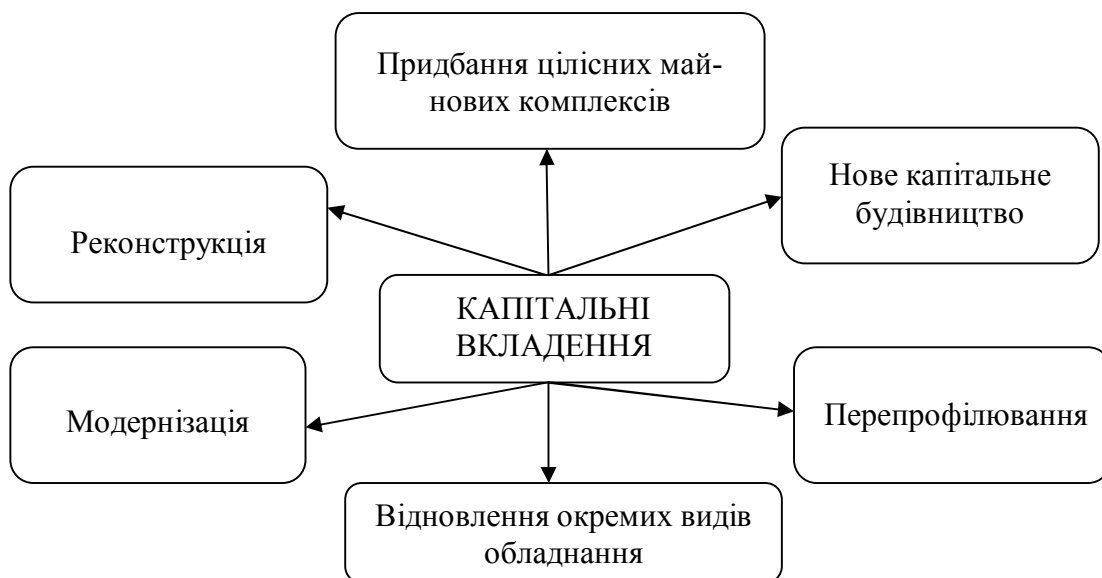 Придбання цілісних май-
нових комплексів
Нове капітальне
будівництво
Реконструкція
КАПІТАЛЬНІ
ВКЛАДЕННЯ
Модернізація
Перепрофілювання
Відновлення окремих видів
обладнання